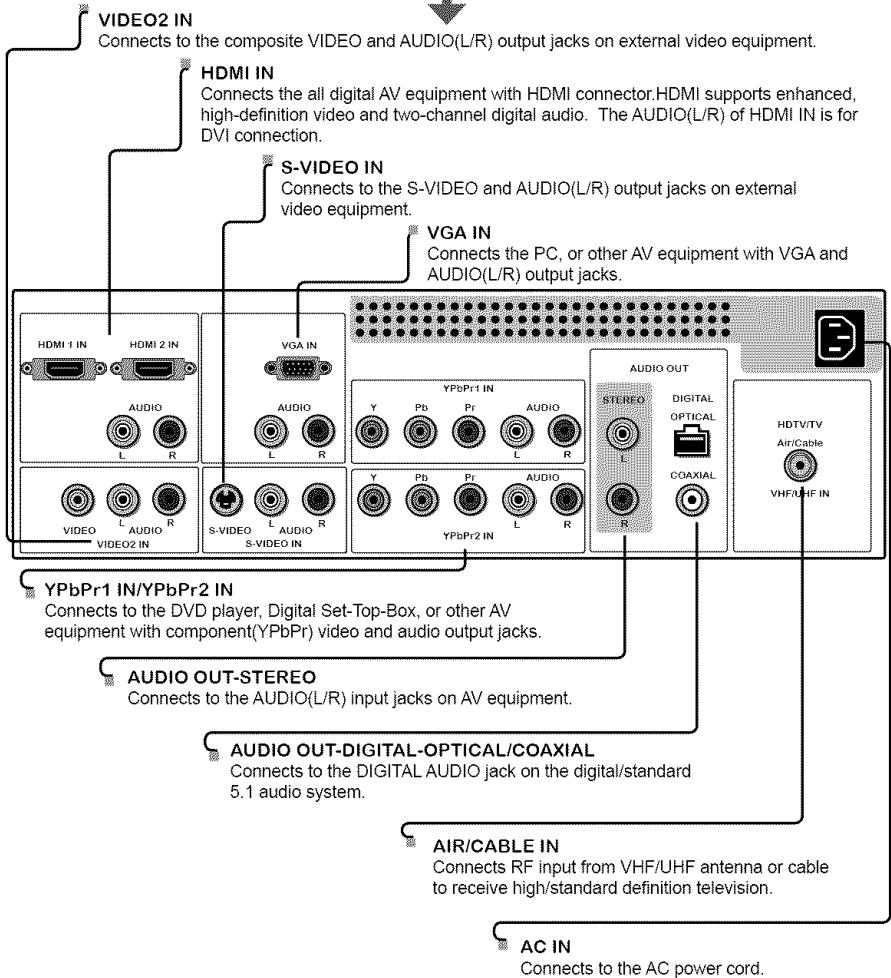 VIDEO2 IN
Connects to the composite VIDEO and AUDIO(L/R) output jacks on external video equipment.
HDMI IN
Connects the all digital AV equipment with HDMI connector.HDMI supports enhanced,
high-definition video and two-channel digital audio. The AUDIO(L/R) of HDMI IN is for
DVI connection.
S-VIDEO IN
Connects to the S-VIDEO and AUDIO(L/R) output jacks on external
video equipment.
VGA IN
Connects the PC, or other AV equipment with VGA and
AUDIO(L/R) output jacks.
HDMI 1 IN
HDMI 2 IN
AUDIO
L
R
VGA IN
AUDIO
L
R
YPbPr1 IN
Y
Pb
Pr
AUDIO
L
R
VIDEO
L
AUDIO
R
VIDEO2 IN
S-VIDEO
L
AUDIO
R
S-VIDEO IN
Y
Pb
Pr
AUDIO
L
R
YPbPr2 IN
AUDIO OUT
STEREO
L
R
DIGITAL
OPTICAL
COAXIAL
HDTV/TV
Air/Cable
VHF/UHF IN
YPbPr1 IN/YPbPr2 IN
Connects to the DVD player, Digital Set-Top-Box, or other AV
equipment with component(YPbPr) video and audio output jacks.
AUDIO OUT-STEREO
Connects to the AUDIO(L/R) input jacks on AV equipment.
AUDIO OUT-DIGITAL-OPTICAL/COAXIAL
Connects to the DIGITAL AUDIO jack on the digital/standard
5.1 audio system.
AIR/CABLE IN
Connects RF input from VHF/UHF antenna or cable
to receive high/standard definition television.
AC IN
Connects to the AC power cord.